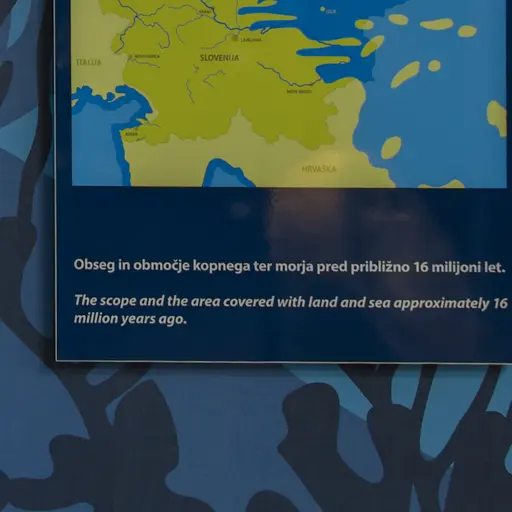 SLOVENIJA
ITALIJA
HRVAŠKA
Obseg in območje kopnega ter morja pred približno 16 milijoni let.
The scope and the area covered with land and sea approximately 16
million years ago.